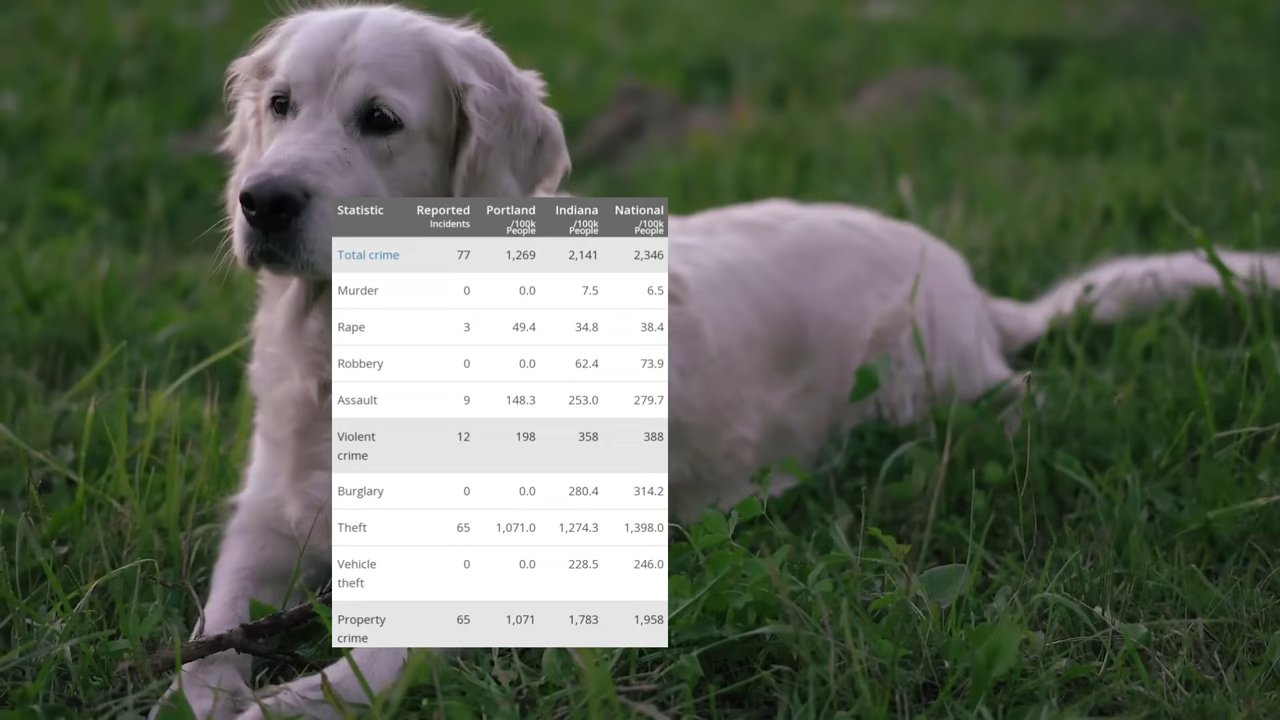 Statistic Reported Portland Indiana National
Incidents /100k /100k /100k
People People People
Total crime 77 1,269 2,141 2,346
Murder 0 0.0 7.5 6.5
Rape 3 49.4 34.8 38.4
Robbery 0 0.0 62.4 73.9
Assault 9 148.3 253.0 279.7
Violent 12 198 358 388
crime
Burglary 0 0.0 280.4 314.2
Theft 65 1,071.0 1,274.3 1,398.0
Vehicle 0 0.0 228.5 246.0
theft
Property 65 1,071 1,783 1,958
crime